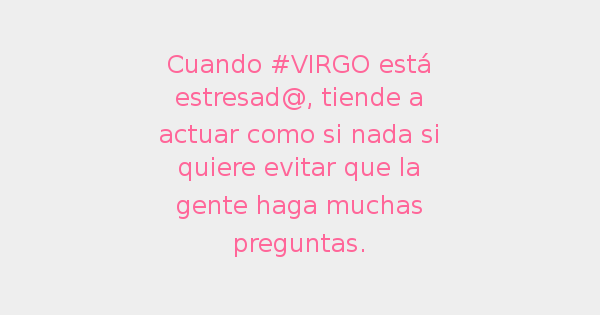 Cuando #VIRGO está
estresad@, tiende a
actuar como si nada si
quiere evitar que la
gente haga muchas
preguntas.